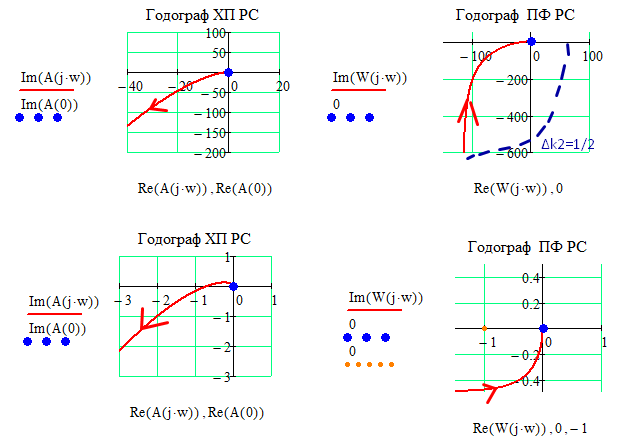 Годограф ХП РС
Im(A(j·w))
Im(A(0))
100
50
−40 −20 0 20
−50
−100
−150
−200
Re(A(j·w)) , Re(A(0))
Годограф ПФ РС
Im(W(j·w))
0
−100 0 100
−200
−400
−600
Δk2=1/2
Re(W(j·w)) , 0
Годограф ХП РС
Im(A(j·w))
Im(A(0))
1
−3 −2 −1 0 1
−1
−2
−3
Re(A(j·w)) , Re(A(0))
Годограф ПФ РС
Im(W(j·w))
0
0
0.4
0.2
−1 0 1
−0.2
−0.4
Re(W(j·w)) , 0 , −1